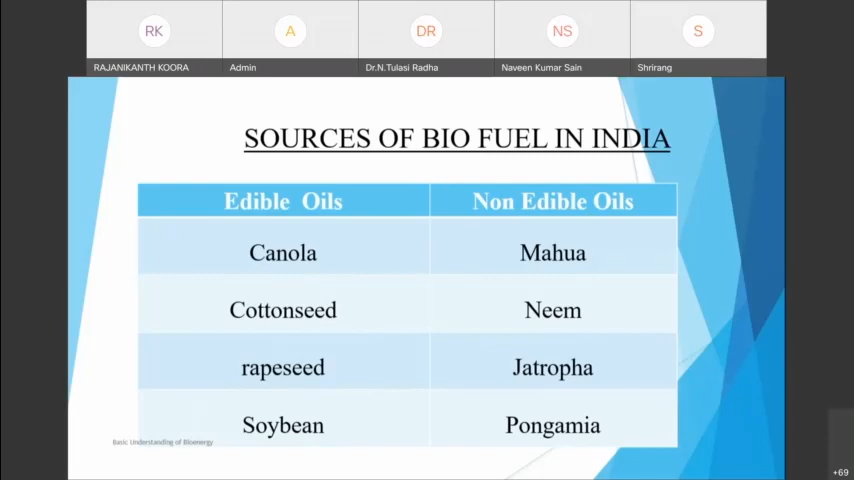 RK A DR NS S
RAJANIKANTH KOORA Admin Dr.N.Tulasi Radha Naveen Kumar Sain Shrirang
SOURCES OF BIO FUEL IN INDIA
Edible Oils Non Edible Oils
Canola Mahua
Cottonseed Neem
rapeseed Jatropha
Soybean Pongamia
Basic Understanding of Bioenergy
+69